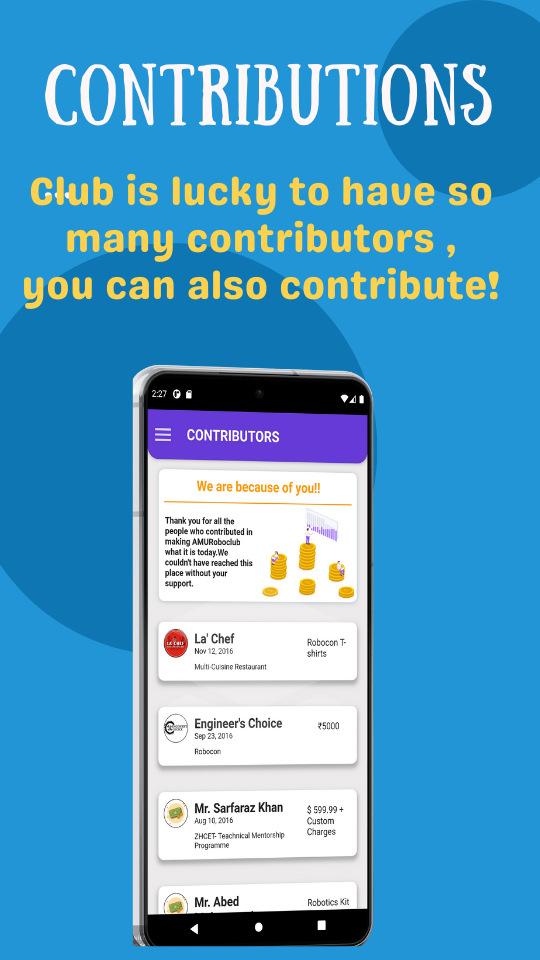 CONTRIBUTIONS
Club is lucky to have so
many contributors ,
you can also contribute!
2:27
CONTRIBUTORS
We are because of you!!
Thank you for all the
people who contributed in
making AMURoboclub
what it is today.We
couldn't have reached this
place without your
support.
La' Chef
Nov 12, 2016
Multi-Cuisine Restaurant
Robocon T-
shirts
LA CHEF
Engineer's Choice
Sep 23, 2016
Robocon
₹5000
Mr. Sarfaraz Khan
Aug 10, 2016
ZHCET- Teachnical Mentorship
Programme
$ 599.99 +
Custom
Charges
Mr. Abed
Robotics Kit